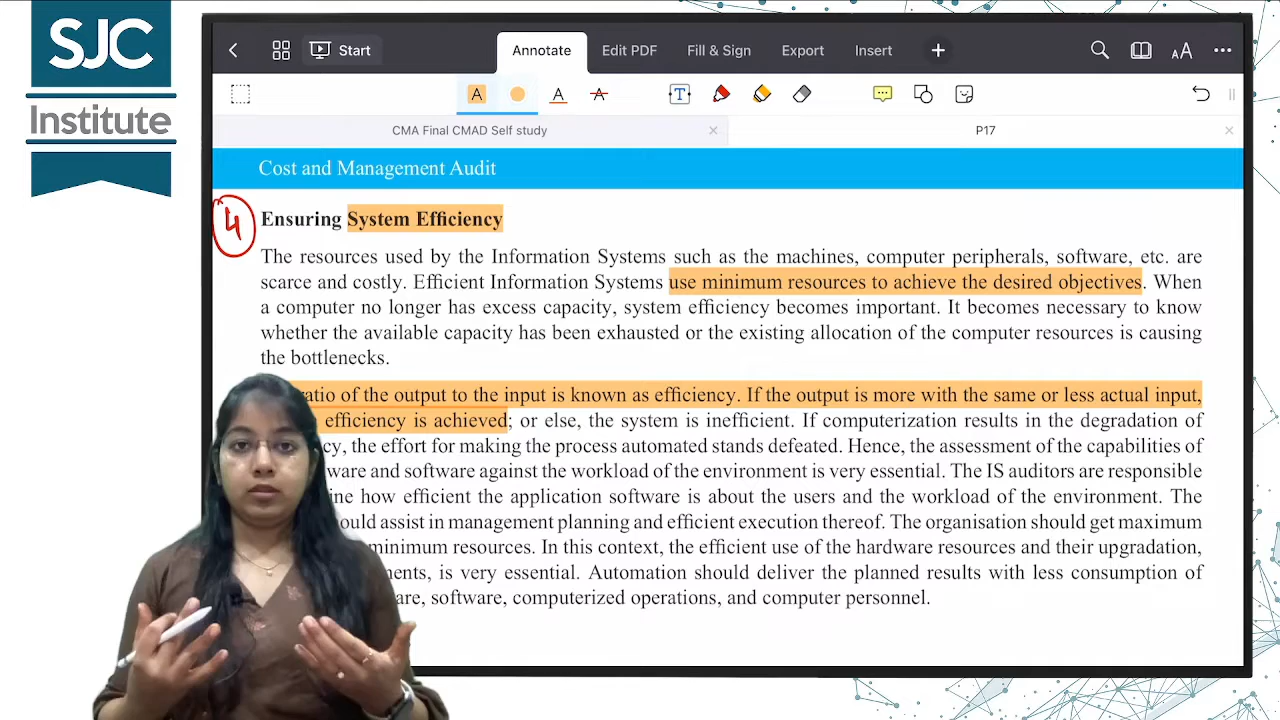 SJC
Institute
Start
Annotate
Edit PDF
Fill & Sign
Export
Insert
CMA Final CMAD Self study
P17
Cost and Management Audit
4
Ensuring System Efficiency
The resources used by the Information Systems such as the machines, computer peripherals, software, etc. are
scarce and costly. Efficient Information Systems use minimum resources to achieve the desired objectives. When
a computer no longer has excess capacity, system efficiency becomes important. It becomes necessary to know
whether the available capacity has been exhausted or the existing allocation of the computer resources is causing
the bottlenecks.
ratio of the output to the input is known as efficiency. If the output is more with the same or less actual input,
efficiency is achieved; or else, the system is inefficient. If computerization results in the degradation of
the effort for making the process automated stands defeated. Hence, the assessment of the capabilities of
and software against the workload of the environment is very essential. The IS auditors are responsible
how efficient the application software is about the users and the workload of the environment. The
assist in management planning and efficient execution thereof. The organisation should get maximum
minimum resources. In this context, the efficient use of the hardware resources and their upgradation,
is very essential. Automation should deliver the planned results with less consumption of
software, computerized operations, and computer personnel.